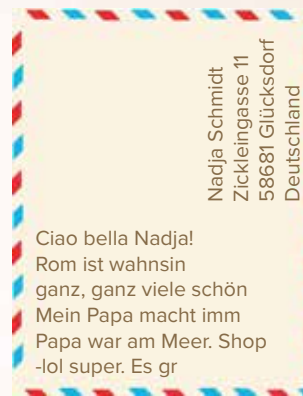 Nadja Schmidt
Zickleingasse 11
58681 Glücksdorf
Deutschland
Ciao bella Nadja!
Rom ist wahnsin
ganz, ganz viele schön
Mein Papa macht imm
Papa war am Meer. Shop
-lol super. Es gr